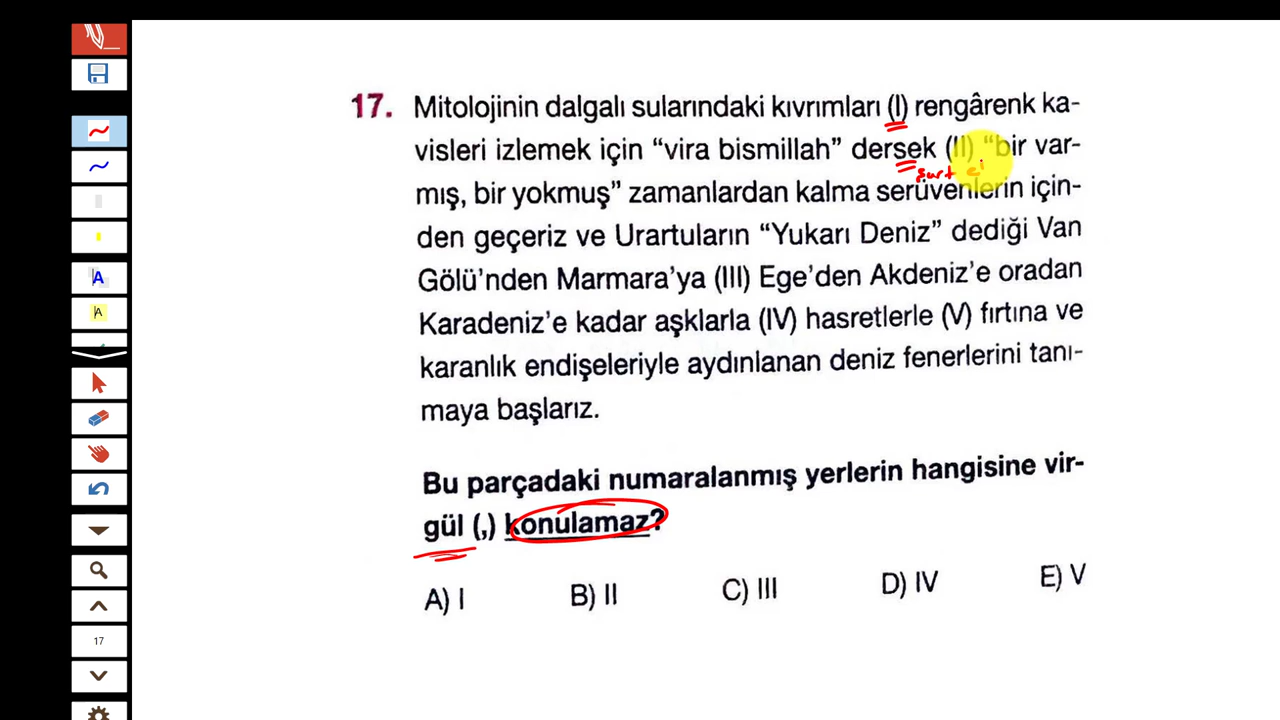 17. Mitolojinin dalgalı sularındaki kıvrımları (I) rengârenk ka-
visleri izlemek için “vira bismillah” dersek (II) “bir var-
şart e
mış, bir yokmuş” zamanlardan kalma serüvenlerin için-
den geçeriz ve Urartuların “Yukarı Deniz” dediği Van
Gölü’nden Marmara’ya (III) Ege’den Akdeniz’e oradan
Karadeniz’e kadar aşklarla (IV) hasretlerle (V) fırtına ve
karanlık endişeleriyle aydınlanan deniz fenerlerini tanı-
maya başlarız.
Bu parçadaki numaralanmış yerlerin hangisine vir-
gül (,) konulamaz?
A) I B) II C) III D) IV E) V
A
A
17